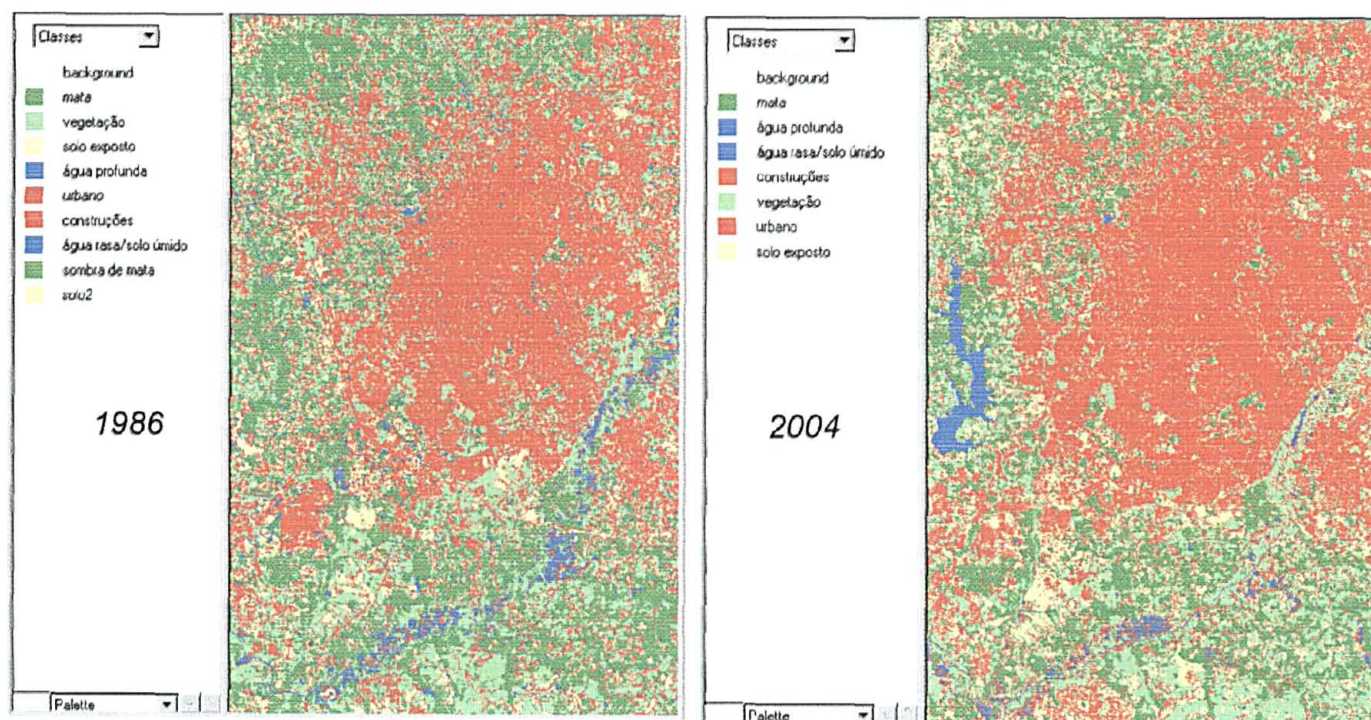 Classes
background
mata
vegetação
solo exposto
água profunda
urbano
construções
água rasa/solo úmido
sombra de mata
solo2
1986
Palette
Classes
background
mata
água profunda
água rasa/solo úmido
construções
vegetação
urbano
solo exposto
2004
Palette